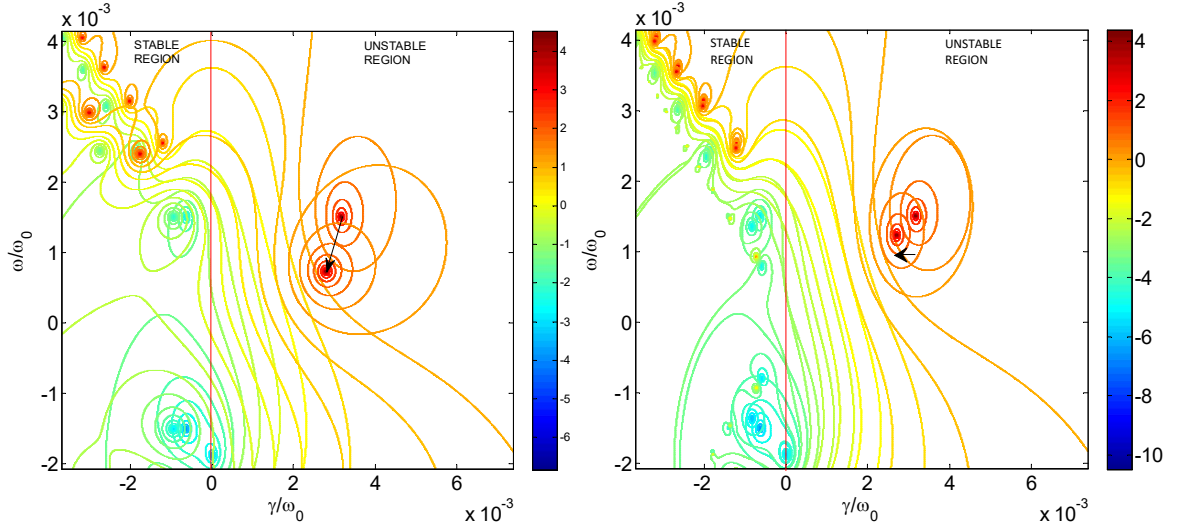 x 10⁻³
STABLE
REGION
UNSTABLE
REGION
ω/ω₀
4
3
2
1
0
-1
-2
-2
0
2
4
6
γ/ω₀
x 10⁻³
4
3
2
1
0
-1
-2
-3
-4
-5
-6
x 10⁻³
STABLE
REGION
UNSTABLE
REGION
ω/ω₀
4
3
2
1
0
-1
-2
-2
0
2
4
6
γ/ω₀
x 10⁻³
4
2
0
-2
-4
-6
-8
-10